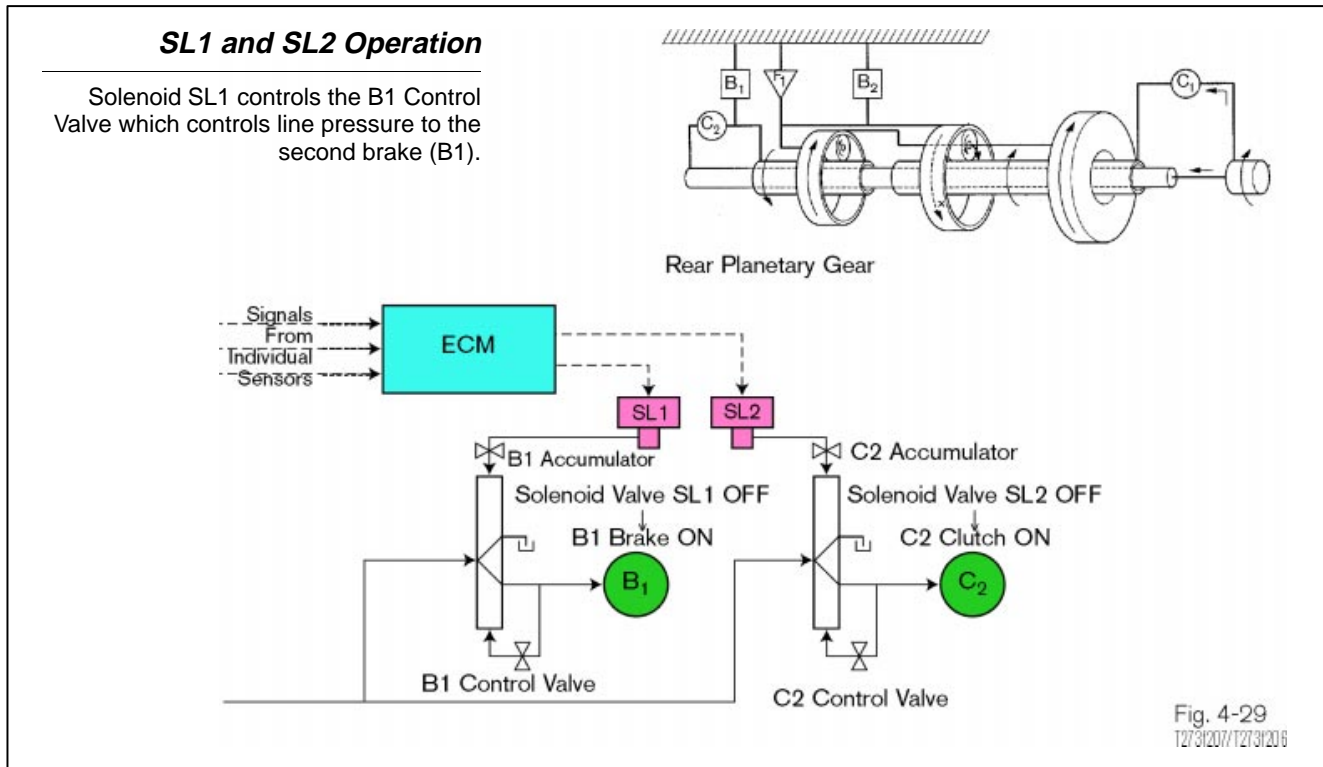 SL1 and SL2 Operation
Solenoid SL1 controls the B1 Control
Valve which controls line pressure to the
second brake (B1).
B1
F1
B2
C1
C2
Rear Planetary Gear
Signals
From
Individual
Sensors
ECM
SL1
SL2
B1 Accumulator
C2 Accumulator
Solenoid Valve SL1 OFF
Solenoid Valve SL2 OFF
B1 Brake ON
C2 Clutch ON
B1
C2
B1 Control Valve
C2 Control Valve
Fig. 4-29
T273f207/T273f206